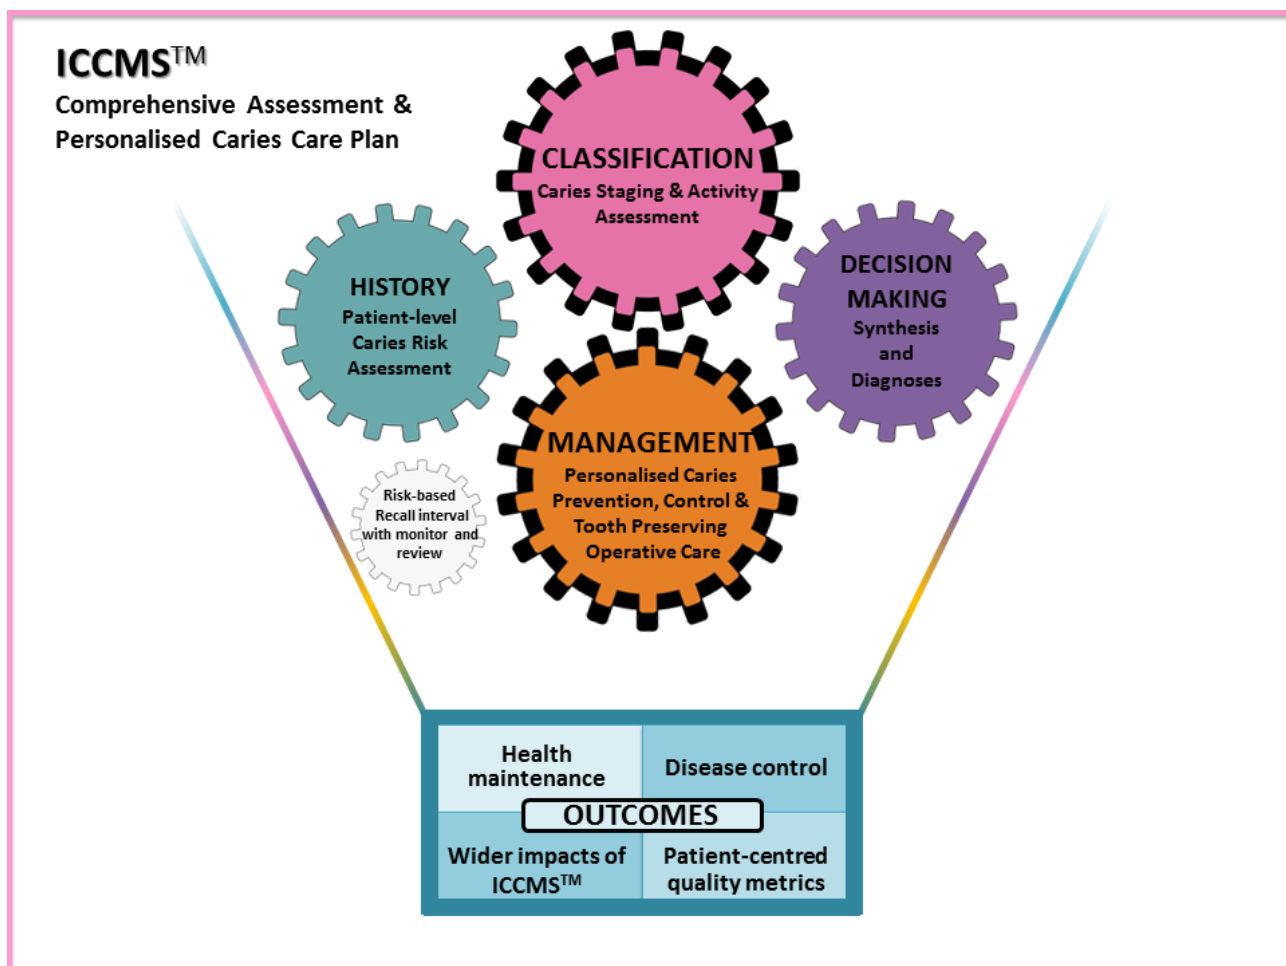 ICCMS™
Comprehensive Assessment &
Personalised Caries Care Plan
CLASSIFICATION
Caries Staging & Activity
Assessment
HISTORY
Patient-level
Caries Risk
Assessment
DECISION
MAKING
Synthesis
and
Diagnoses
MANAGEMENT
Personalised Caries
Prevention, Control &
Tooth Preserving
Operative Care
Risk-based
Recall interval
with monitor and
review
Health
maintenance
Disease control
OUTCOMES
Wider impacts of
ICCMS™
Patient-centred
quality metrics